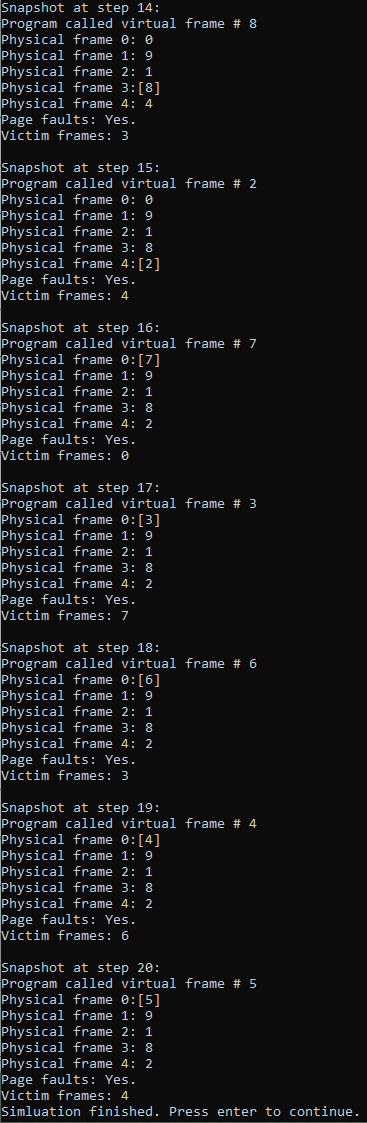 Snapshot at step 14:
Program called virtual frame # 8
Physical frame 0: 0
Physical frame 1: 9
Physical frame 2: 1
Physical frame 3:[8]
Physical frame 4: 4
Page faults: Yes.
Victim frames: 3
Snapshot at step 15:
Program called virtual frame # 2
Physical frame 0: 0
Physical frame 1: 9
Physical frame 2: 1
Physical frame 3: 8
Physical frame 4:[2]
Page faults: Yes.
Victim frames: 4
Snapshot at step 16:
Program called virtual frame # 7
Physical frame 0:[7]
Physical frame 1: 9
Physical frame 2: 1
Physical frame 3: 8
Physical frame 4: 2
Page faults: Yes.
Victim frames: 0
Snapshot at step 17:
Program called virtual frame # 3
Physical frame 0:[3]
Physical frame 1: 9
Physical frame 2: 1
Physical frame 3: 8
Physical frame 4: 2
Page faults: Yes.
Victim frames: 7
Snapshot at step 18:
Program called virtual frame # 6
Physical frame 0:[6]
Physical frame 1: 9
Physical frame 2: 1
Physical frame 3: 8
Physical frame 4: 2
Page faults: Yes.
Victim frames: 3
Snapshot at step 19:
Program called virtual frame # 4
Physical frame 0:[4]
Physical frame 1: 9
Physical frame 2: 1
Physical frame 3: 8
Physical frame 4: 2
Page faults: Yes.
Victim frames: 6
Snapshot at step 20:
Program called virtual frame # 5
Physical frame 0:[5]
Physical frame 1: 9
Physical frame 2: 1
Physical frame 3: 8
Physical frame 4: 2
Page faults: Yes.
Victim frames: 4
Simluation finished. Press enter to continue.